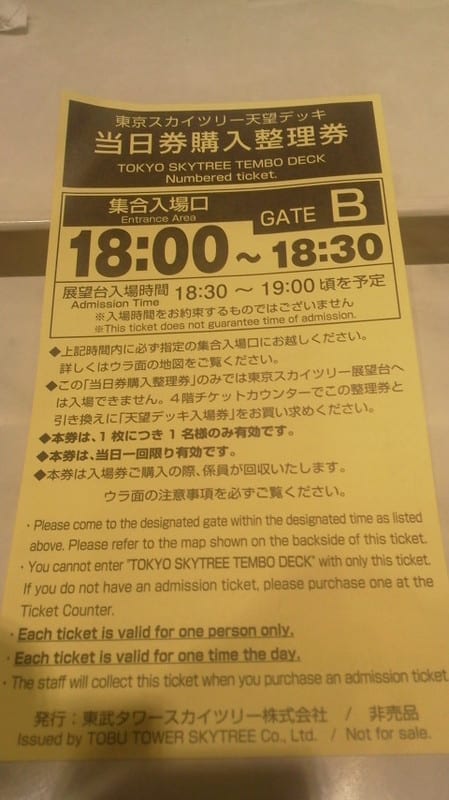 東京スカイツリー天望デッキ
当日券購入整理券
TOKYO SKYTREE TEMBO DECK
Numbered ticket.
集合入場口
Entrance Area
GATE B
18:00 ~ 18:30
展望台入場時間 18:30 ～ 19:00 頃を予定
Admission Time
※入場時間をお約束するものではございません
※This ticket does not guarantee time of admission.
◆上記時間内に必ず指定の集合入場口にお越しください。
詳しくはウラ面の地図をご覧ください。
◆この「当日券購入整理券」のみでは東京スカイツリー展望台へ
は入場できません。4階チケットカウンターでこの整理券と
引き換えに「天望デッキ入場券」をお買い求めください。
◆本券は、1枚につき1名様のみ有効です。
◆本券は、当日一回限り有効です。
◆本券は入場券ご購入の際、係員が回収いたします。
ウラ面の注意事項を必ずご覧ください。
・Please come to the designated gate within the designated time as listed
above. Please refer to the map shown on the backside of this ticket.
・You cannot enter "TOKYO SKYTREE TEMBO DECK" with only this ticket.
If you do not have an admission ticket, please purchase one at the
Ticket Counter.
・Each ticket is valid for one person only.
・Each ticket is valid for one time the day.
・The staff will collect this ticket when you purchase an admission ticket.
発行：東武タワースカイツリー株式会社 / 非売品
Issued by TOBU TOWER SKYTREE Co., Ltd. / Not for sale.